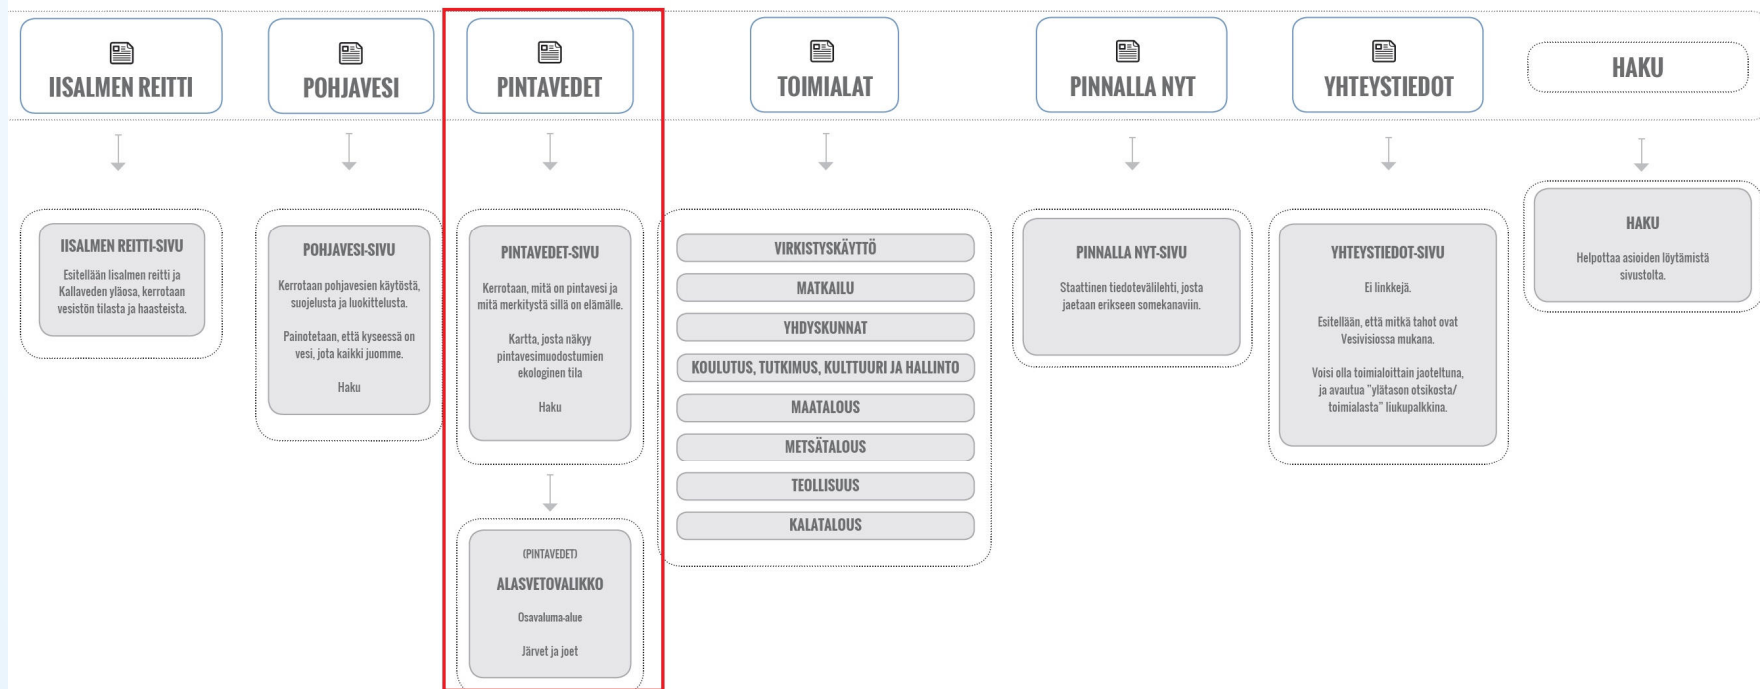 IISALMEN REITTI
POHJAVESI
PINTAVEDET
TOIMIALAT
PINNALLA NYT
YHTEYSTIEDOT
HAKU
IISALMEN REITTI-SIVU
Esitellään Iisalmen reitti ja
Kallaveden yläosa, kerrotaan
vesistön tilasta ja haasteista.
POHJAVESI-SIVU
Kerrotaan pohjavesien käytöstä,
suojelusta ja luokittelusta.
Painotetaan, että kyseessä on
vesi, jota kaikki juomme.
Haku
PINTAVEDET-SIVU
Kerrotaan, mitä on pintavesi ja
mitä merkitystä sillä on elämälle.
Kartta, josta näkyy
pintavesimuodostumien
ekologinen tila
Haku
(PINTAVEDET)
ALASVETOVALIKKO
Osavaluma-alue
Järvet ja joet
VIRKISTYSKÄYTTÖ
MATKAILU
YHDYSKUNNAT
KOULUTUS, TUTKIMUS, KULTTUURI JA HALLINTO
MAATALOUS
METSÄTALOUS
TEOLLISUUS
KALATALOUS
PINNALLA NYT-SIVU
Staattinen tiedotevälilehti, josta
jaetaan erikseen somekanaviin.
YHTEYSTIEDOT-SIVU
Ei linkkejä.
Esitellään, että mitkä tahot ovat
Vesivisiossa mukana.
Voisi olla toimialoittain jaoteltuna,
ja avautua "ylätason otsikosta/
toimialasta" liukupalkkina.
HAKU
Helpottaa asioiden löytämistä
sivustolta.